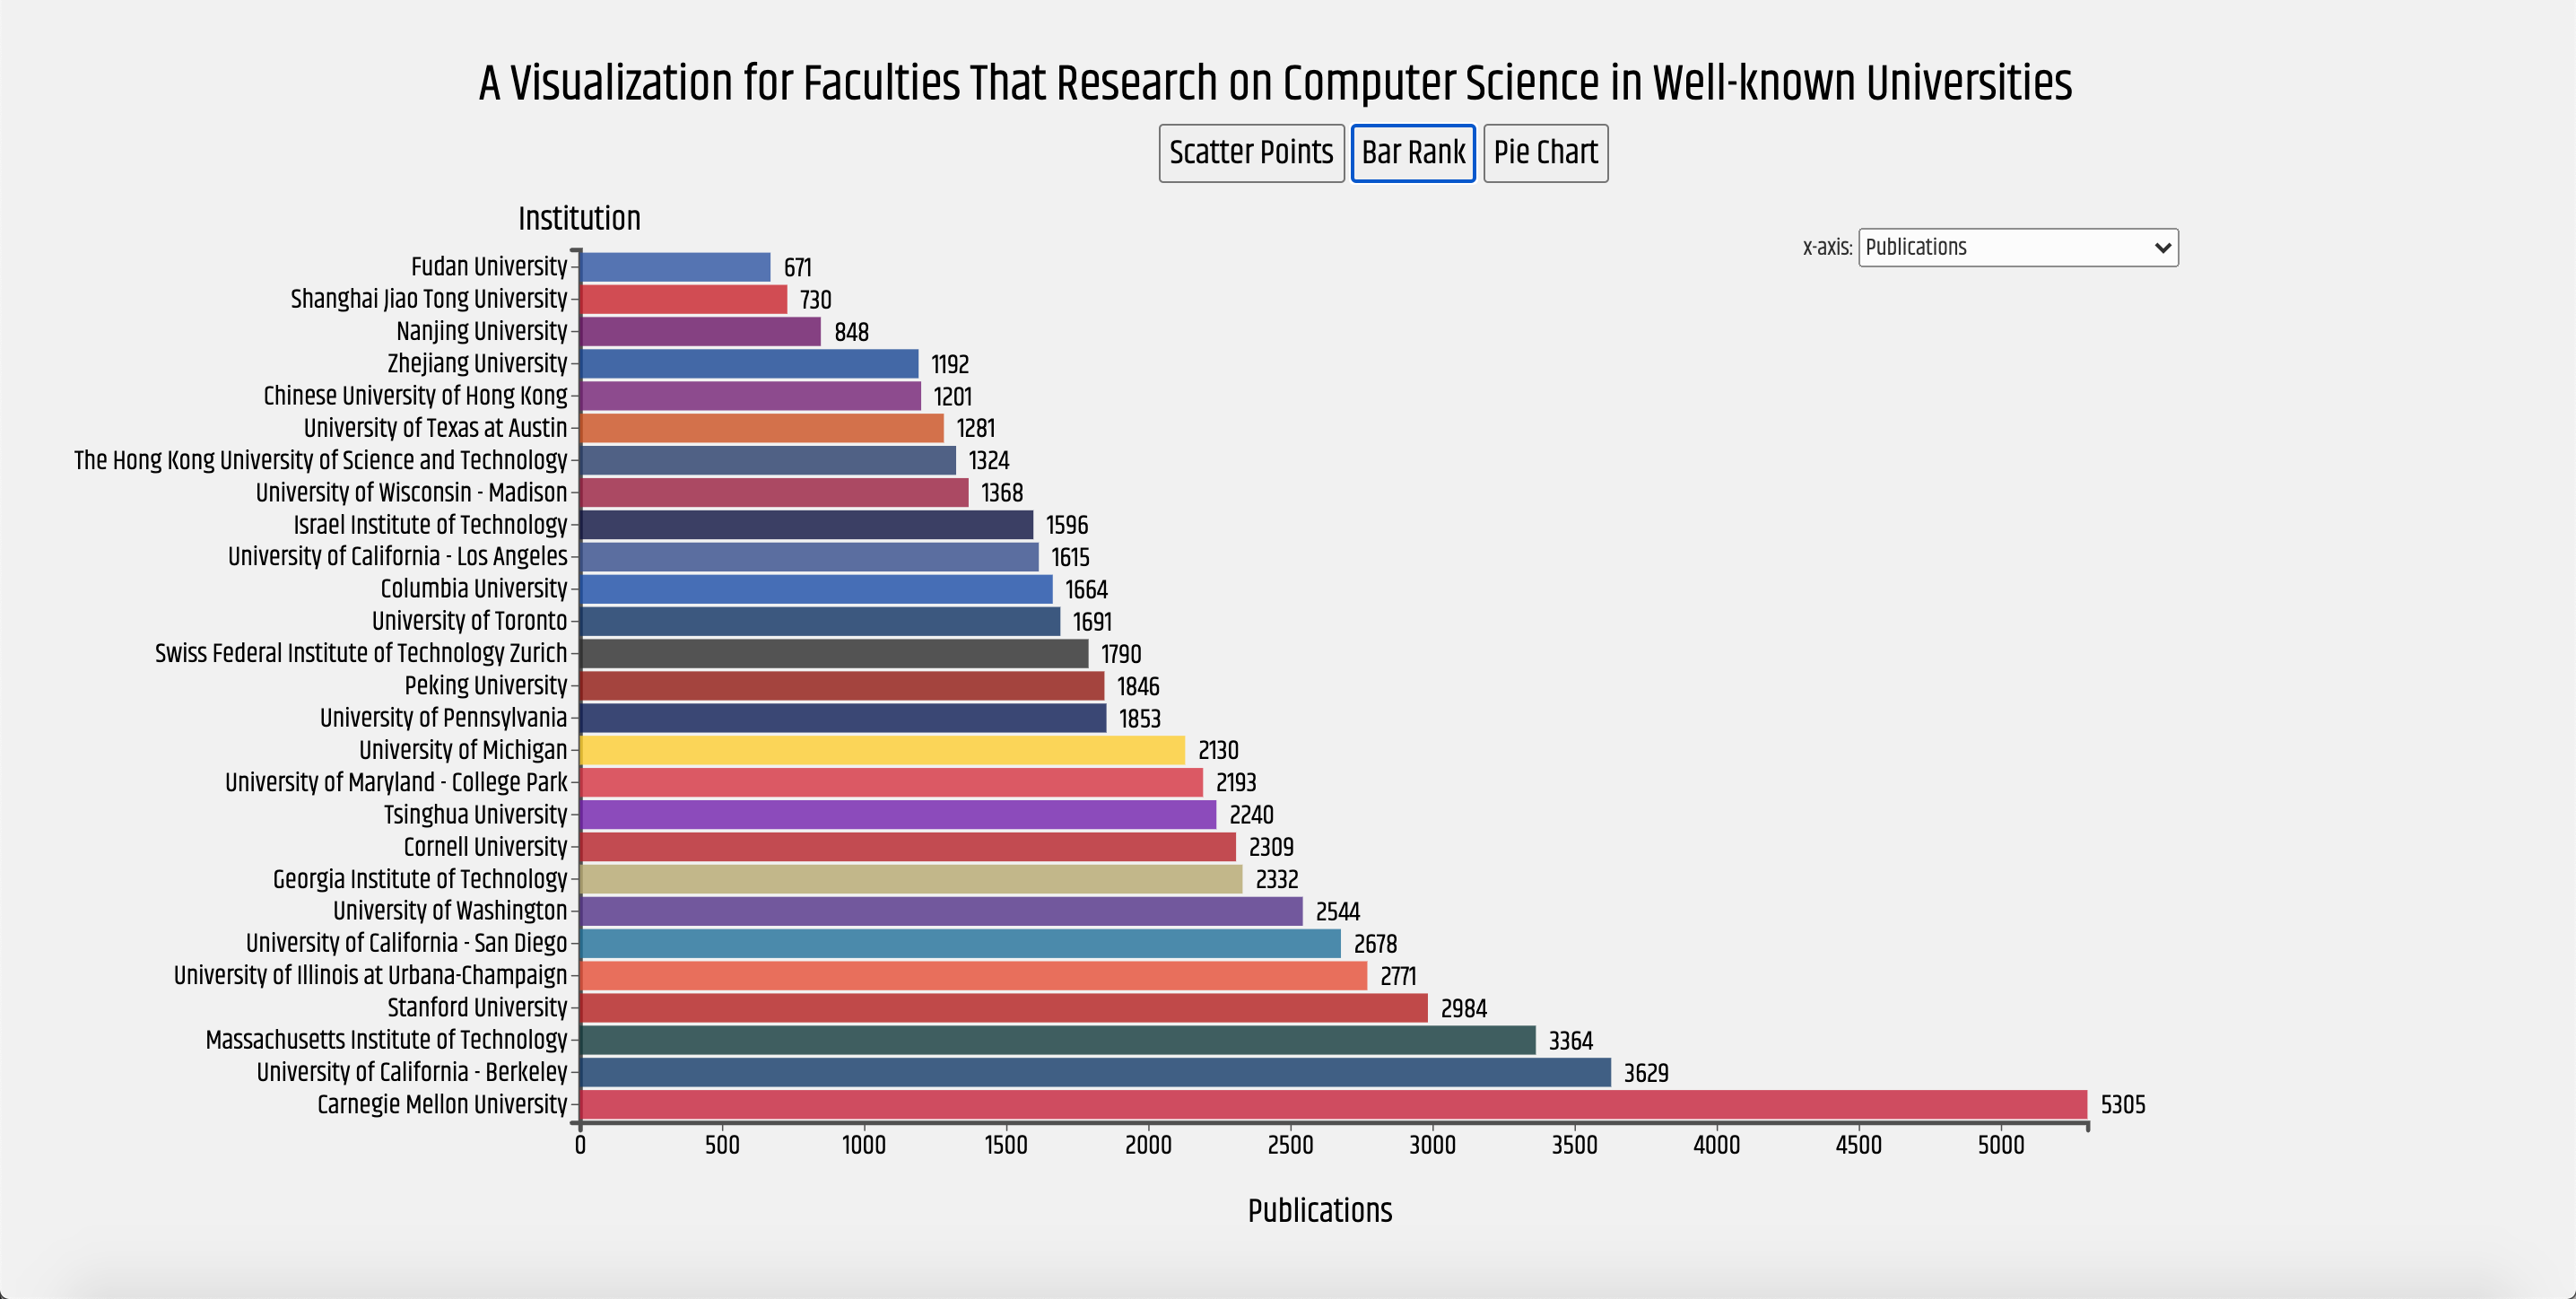 A Visualization for Faculties That Research on Computer Science in Well-known Universities
Scatter Points Bar Rank Pie Chart
Institution
x-axis: Publications
Fudan University 671
Shanghai Jiao Tong University 730
Nanjing University 848
Zhejiang University 1192
Chinese University of Hong Kong 1201
University of Texas at Austin 1281
The Hong Kong University of Science and Technology 1324
University of Wisconsin - Madison 1368
Israel Institute of Technology 1596
University of California - Los Angeles 1615
Columbia University 1664
University of Toronto 1691
Swiss Federal Institute of Technology Zurich 1790
Peking University 1846
University of Pennsylvania 1853
University of Michigan 2130
University of Maryland - College Park 2193
Tsinghua University 2240
Cornell University 2309
Georgia Institute of Technology 2332
University of Washington 2544
University of California - San Diego 2678
University of Illinois at Urbana-Champaign 2771
Stanford University 2984
Massachusetts Institute of Technology 3364
University of California - Berkeley 3629
Carnegie Mellon University 5305
0 500 1000 1500 2000 2500 3000 3500 4000 4500 5000
Publications